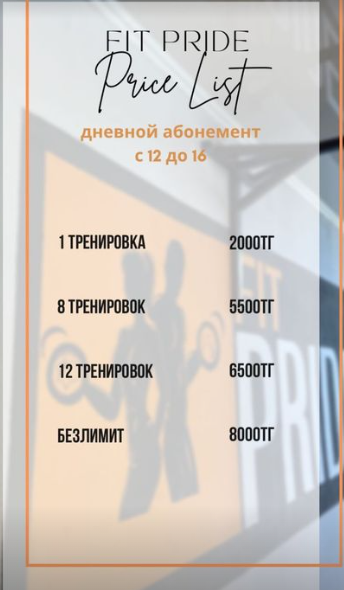 FIT PRIDE
Price List
дневной абонемент
с 12 до 16
1 ТРЕНИРОВКА 2000ТГ
8 ТРЕНИРОВОК 5500ТГ
12 ТРЕНИРОВОК 6500ТГ
БЕЗЛИМИТ 8000ТГ
FIT
PRID